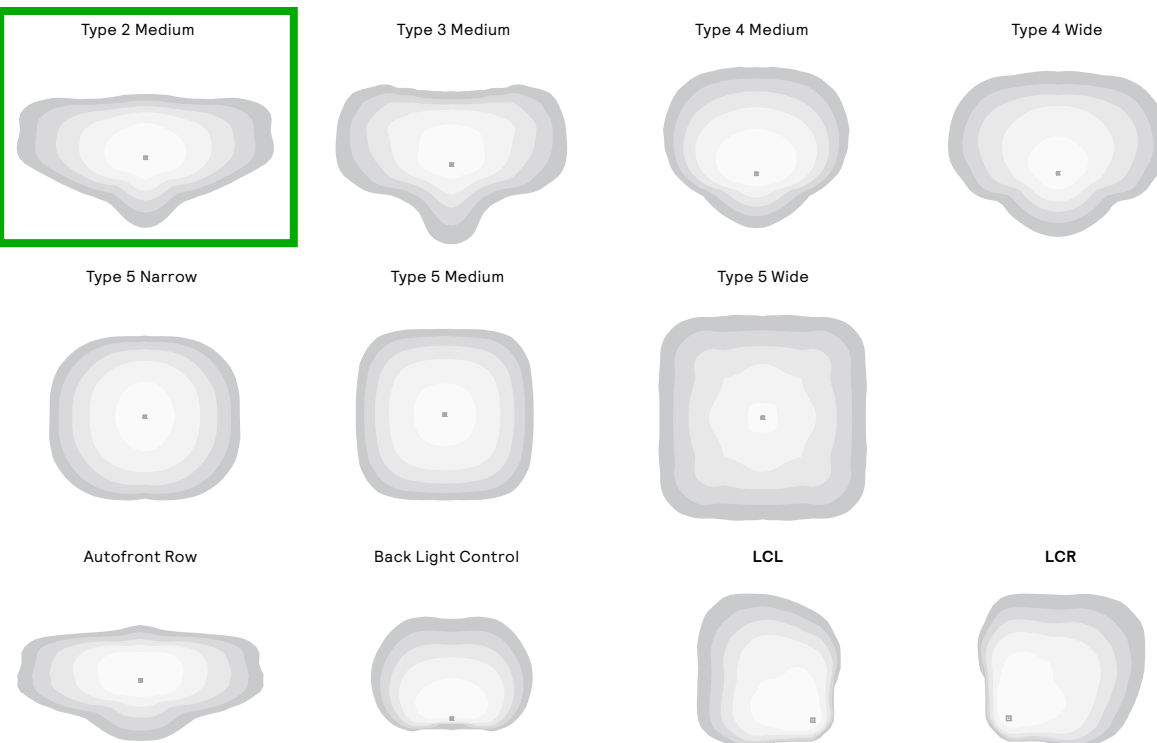 Type 2 Medium
Type 3 Medium
Type 4 Medium
Type 4 Wide
Type 5 Narrow
Type 5 Medium
Type 5 Wide
Autofront Row
Back Light Control
LCL
LCR